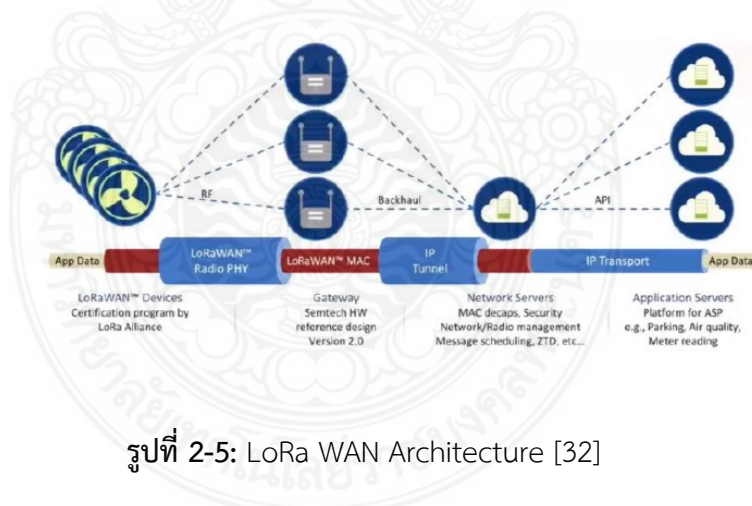 RF
Backhaul
API
App Data
LoRaWAN™ Radio PHY
LoRaWAN™ MAC
IP Tunnel
IP Transport
App Data
LoRaWAN™ Devices
Certification program by
LoRa Alliance
Gateway
Semtech HW
reference design
Version 2.0
Network Servers
MAC decaps, Security
Network/Radio management
Message scheduling, ZTD, etc...
Application Servers
Platform for ASP
e.g., Parking, Air quality,
Meter reading
รูปที่ 2-5: LoRa WAN Architecture [32]